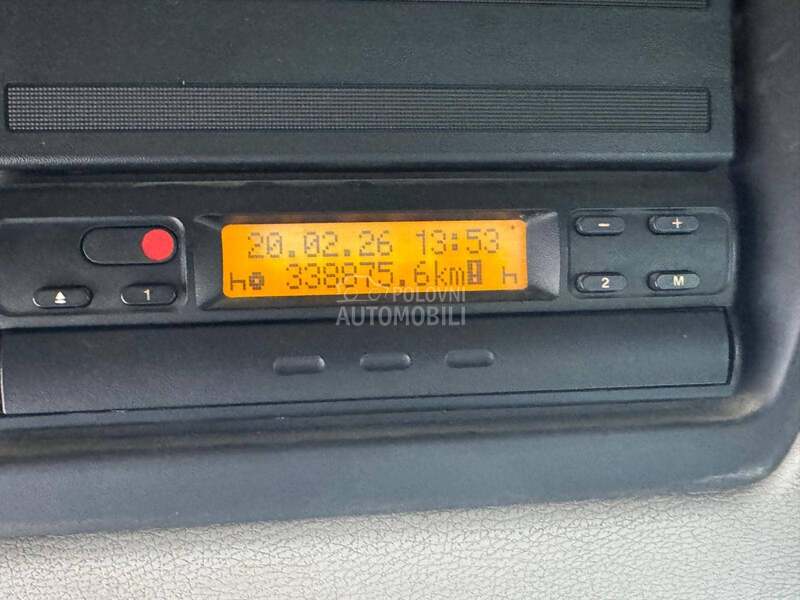 20.02.26 13:53
338875,6km
1
−
+
2
M
POLOVNI
AUTOMOBILI